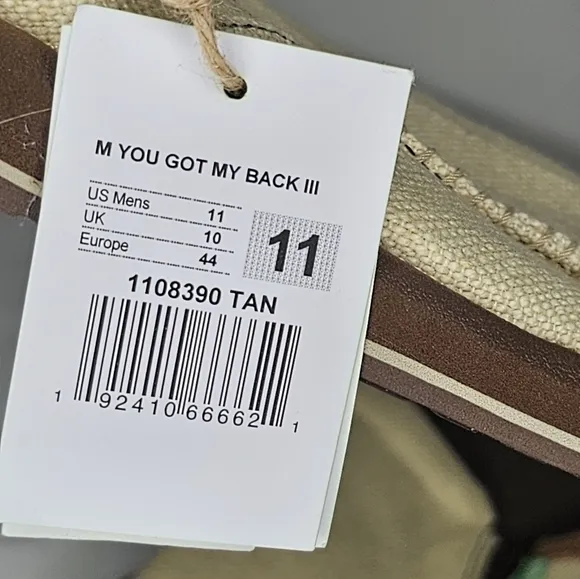 M YOU GOT MY BACK III
US Mens 11
UK 10
Europe 44
11
1108390 TAN
1 92410 66662 1